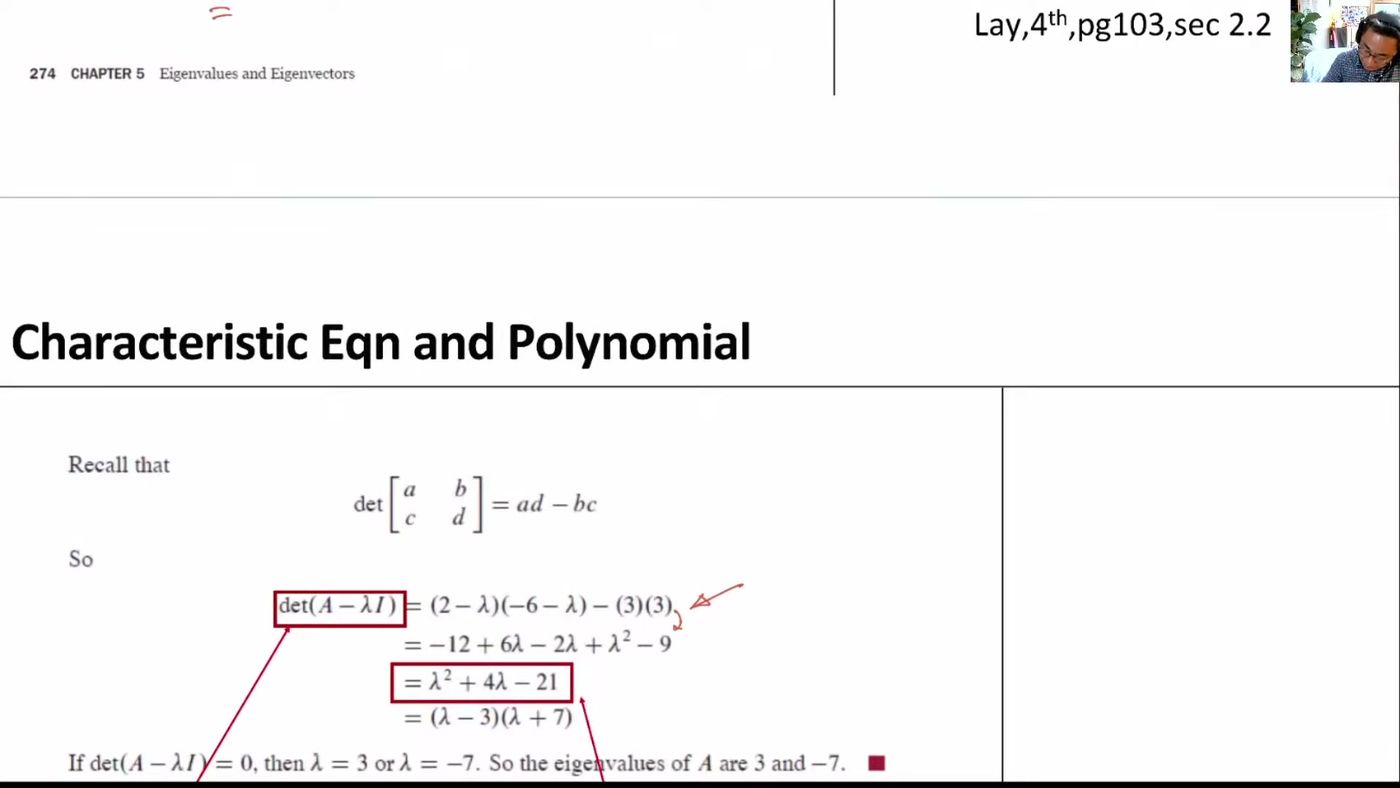 =
Lay,4th,pg103,sec 2.2
274 CHAPTER 5 Eigenvalues and Eigenvectors
Characteristic Eqn and Polynomial
Recall that
det [a b; c d] = ad − bc
So
det(A − λI) = (2 − λ)(−6 − λ) − (3)(3)
= −12 + 6λ − 2λ + λ² − 9
= λ² + 4λ − 21
= (λ − 3)(λ + 7)
If det(A − λI) = 0, then λ = 3 or λ = −7. So the eigenvalues of A are 3 and −7.